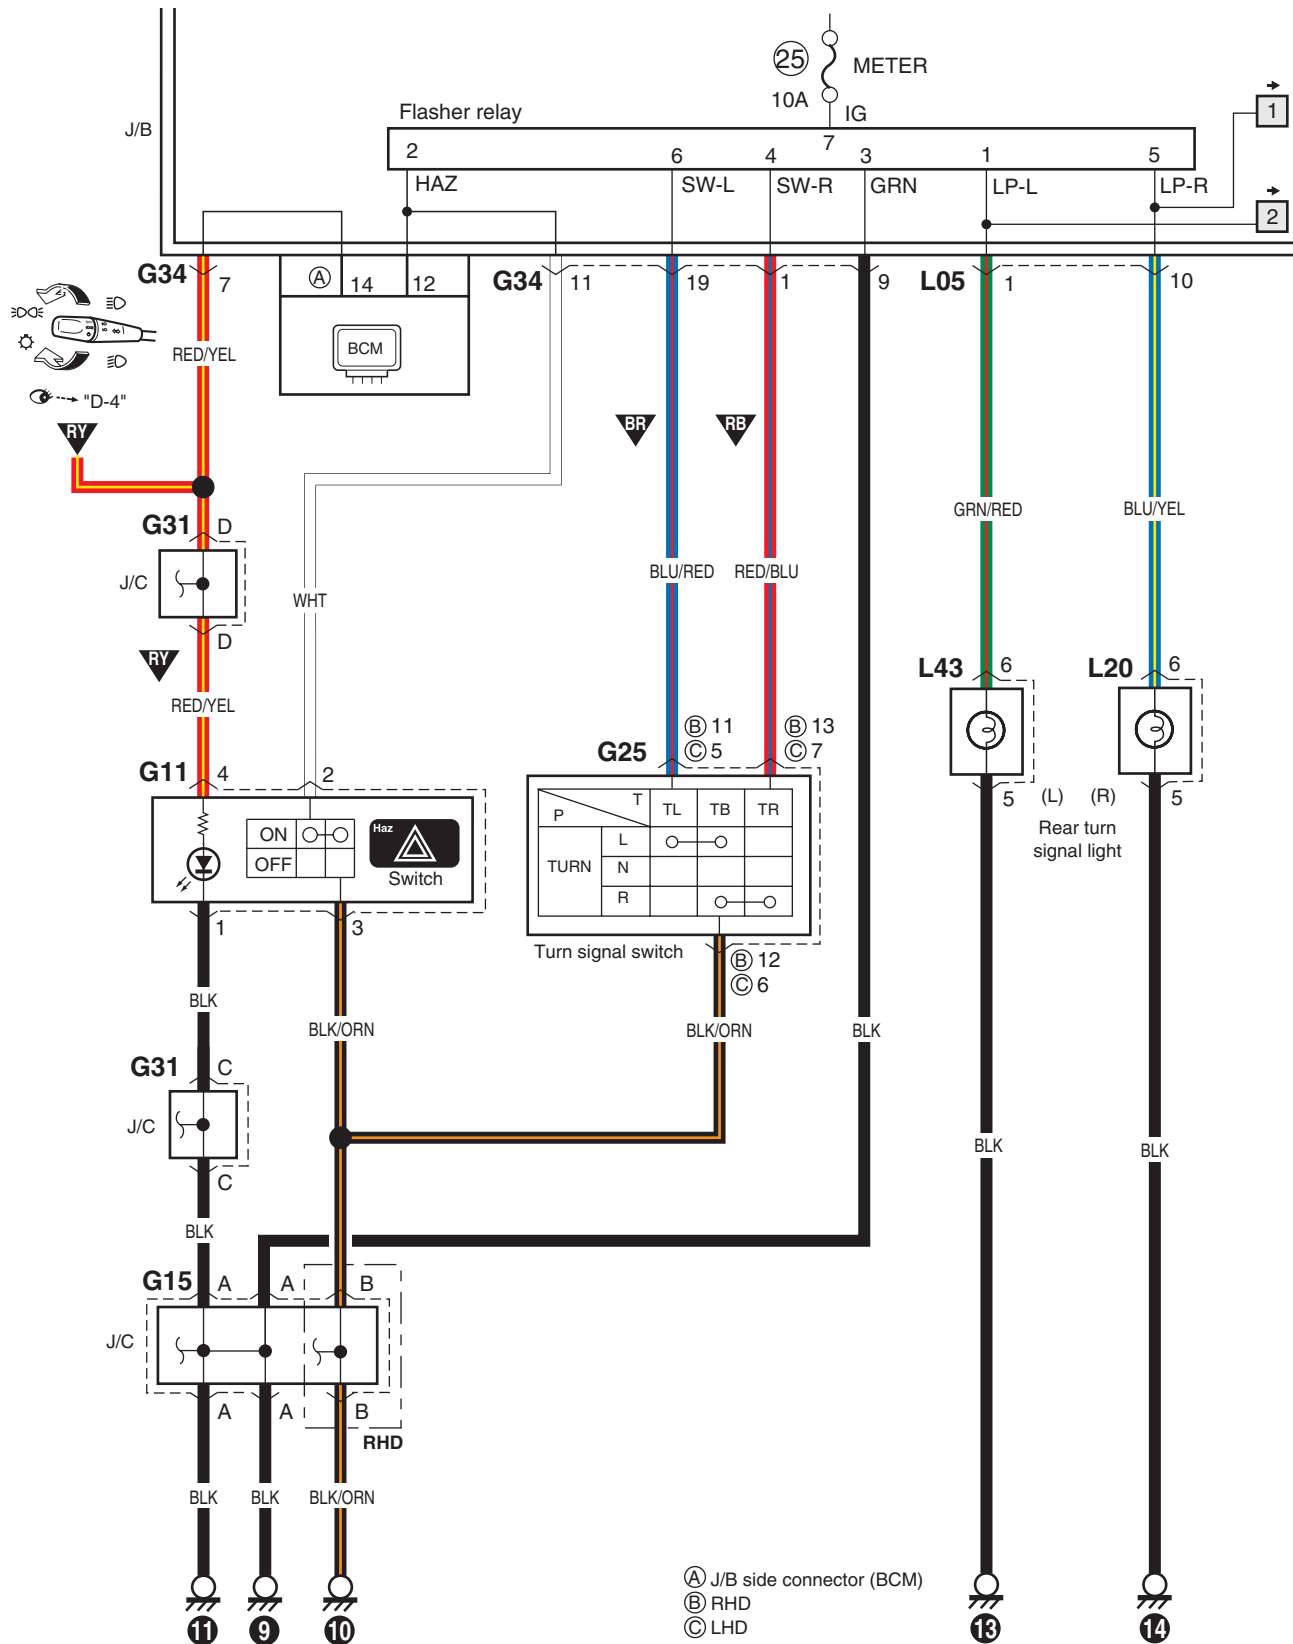 25 METER
10A
IG
Flasher relay
J/B
2 6 4 7 3 1 5
HAZ SW-L SW-R GRN LP-L LP-R
1
2
G34 7
A 14 12
G34 11 19 1 9
L05 1 10
BCM
RED/YEL
"D-4"
RY
BR RB
G31 D
J/C
D
RY
WHT
BLU/RED RED/BLU
GRN/RED BLU/YEL
RED/YEL
L43 6
L20 6
G11 4 2
G25
B 11
C 5
B 13
C 7
5 (L) (R) 5
Rear turn
signal light
ON
OFF
Haz
Switch
T
P
TL TB TR
TURN
L
N
R
1 3
Turn signal switch
B 12
C 6
BLK
BLK/ORN
BLK/ORN
BLK
G31 C
J/C
C
BLK
BLK
BLK
G15 A A B
J/C
A A B
RHD
BLK BLK BLK/ORN
11 9 10
A J/B side connector (BCM)
B RHD
C LHD
13 14